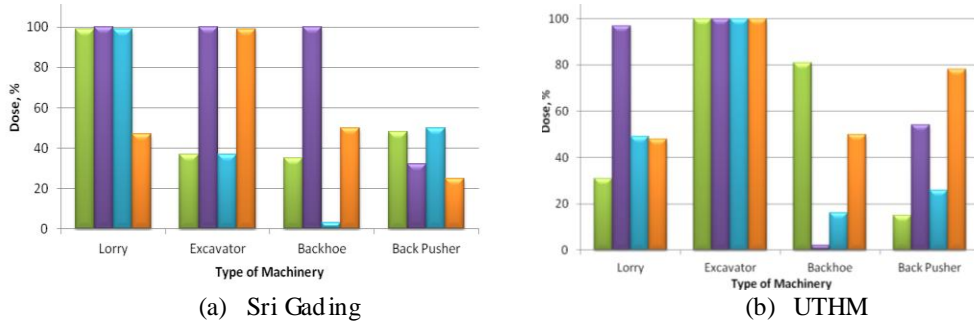 Dose, %
100
80
60
40
20
0
Lorry Excavator Backhoe Back Pusher
Type of Machinery
(a) Sri Gading
Dose, %
100
80
60
40
20
0
Lorry Excavator Backhoe Back Pusher
Type of Machinery
(b) UTHM